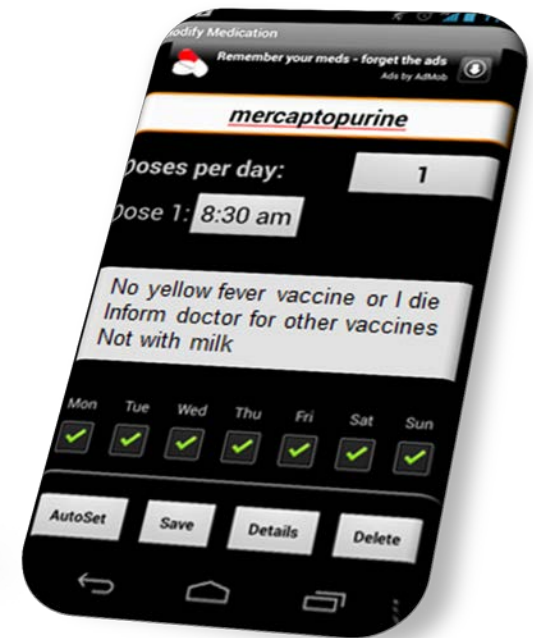 odify Medication
Remember your meds - forget the ads
Ads by AdMob
mercaptopurine
Doses per day:
1
Dose 1: 8:30 am
No yellow fever vaccine or I die
Inform doctor for other vaccines
Not with milk
Mon Tue Wed Thu Fri Sat Sun
AutoSet Save Details Delete